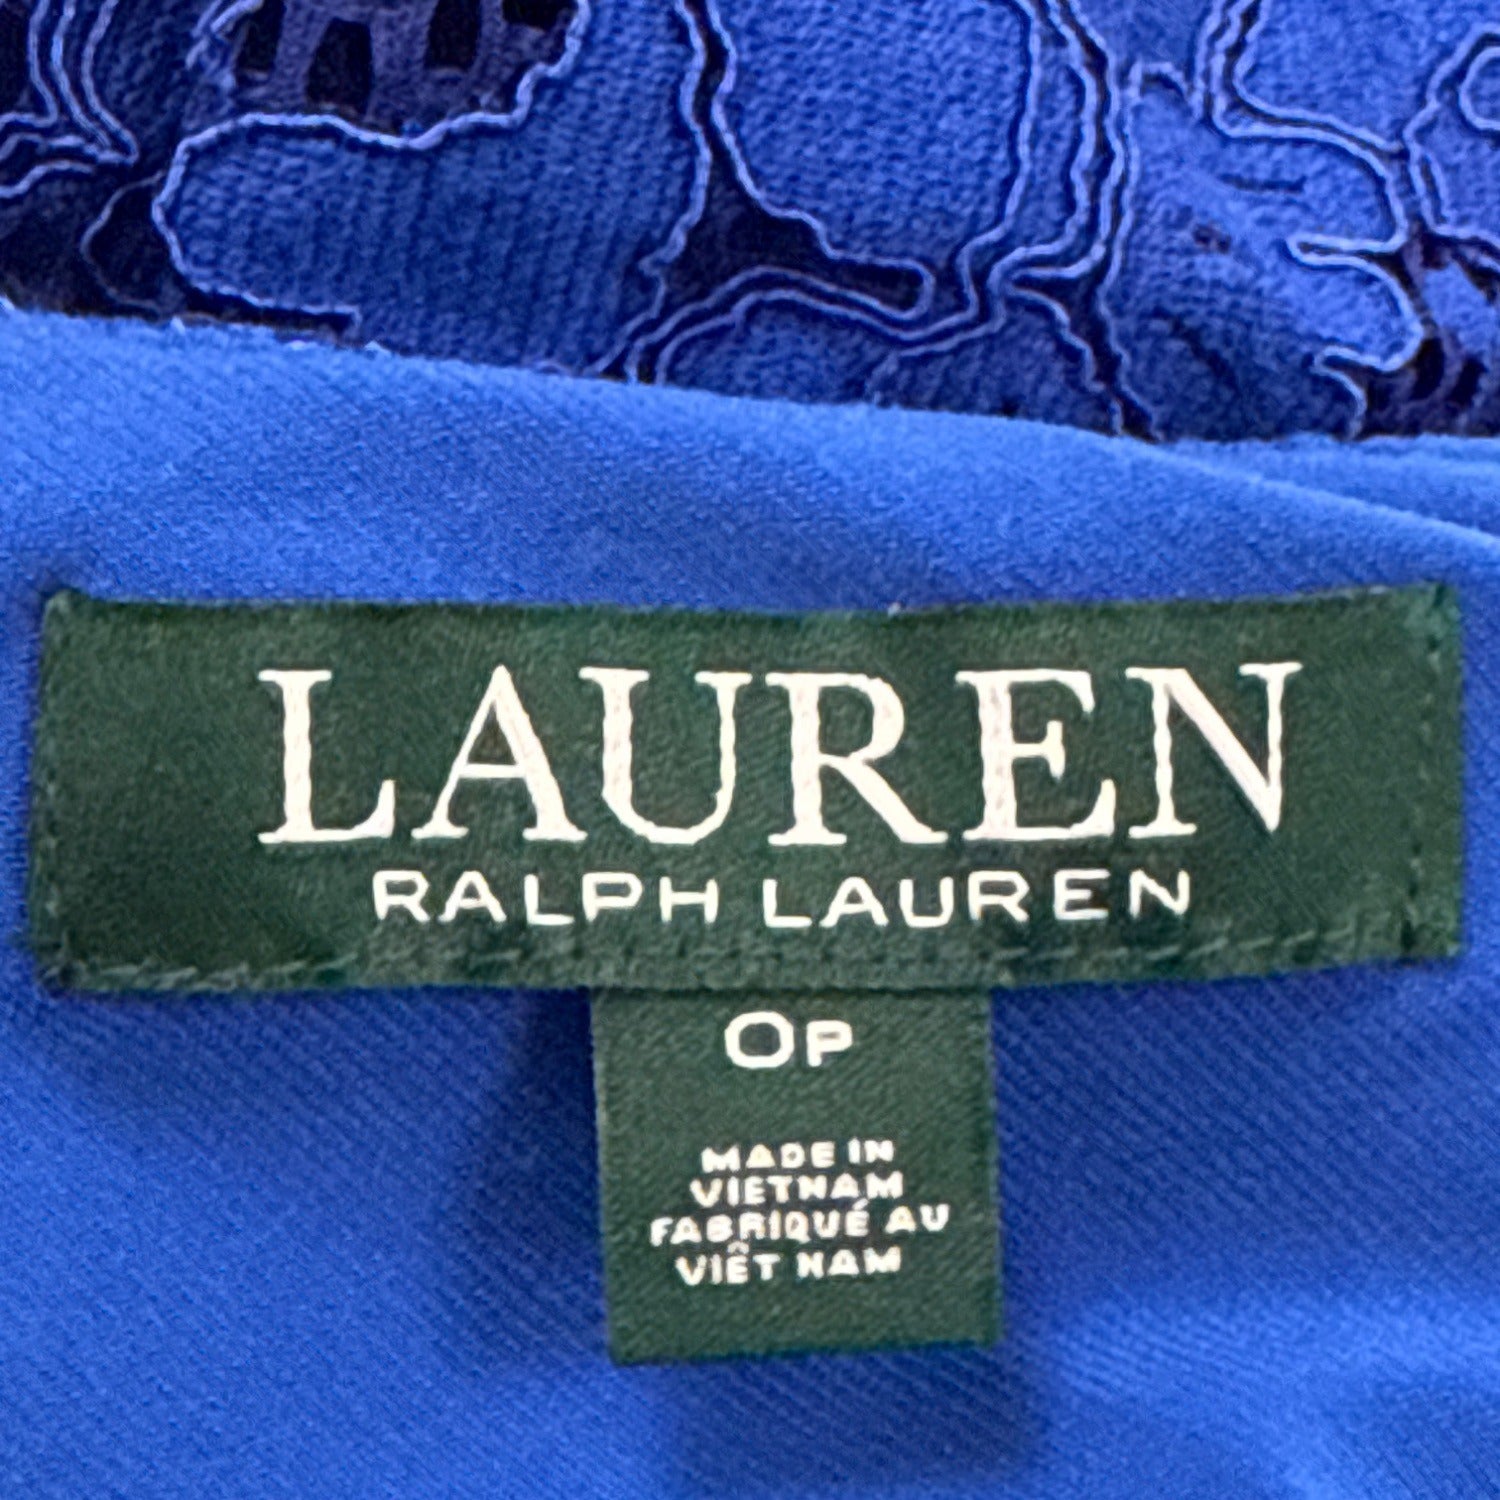 LAUREN
RALPH LAUREN
0P
MADE IN
VIETNAM
FABRIQUÉ AU
VIÊT NAM